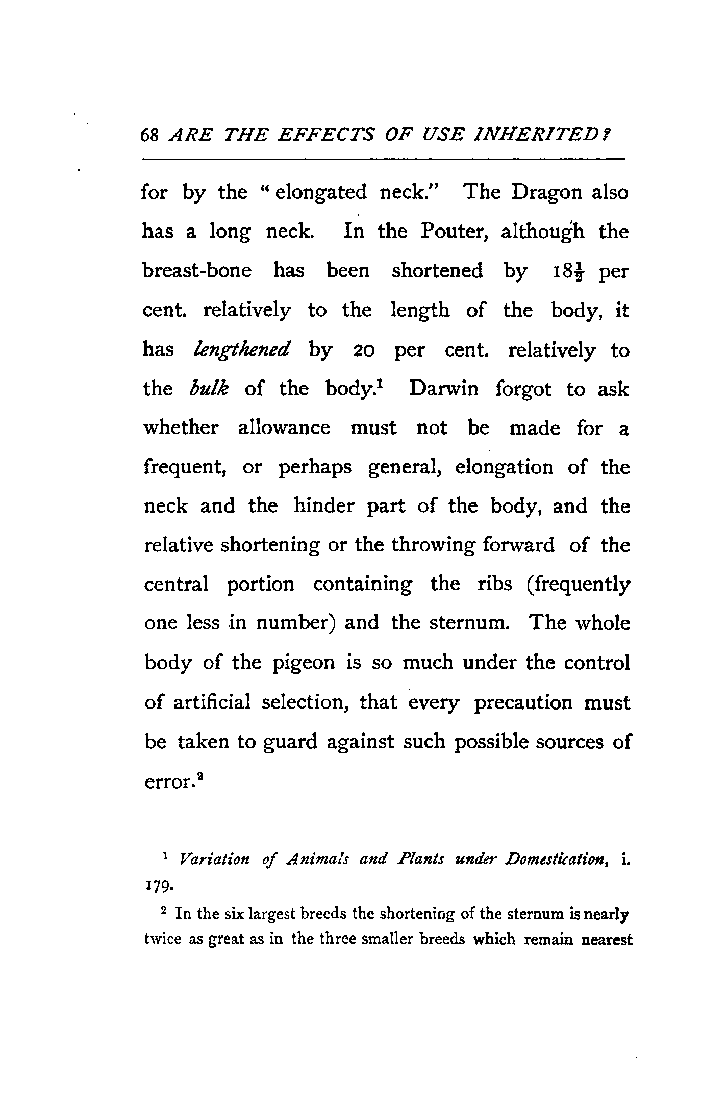 68 ARE THE EFFECTS OF USE INHERITED?
for by the “ elongated neck.” The Dragon also
has a long neck. In the Pouter, although the
breast-bone has been shortened by 18½ per
cent. relatively to the length of the body, it
has lengthened by 20 per cent. relatively to
the bulk of the body.¹ Darwin forgot to ask
whether allowance must not be made for a
frequent, or perhaps general, elongation of the
neck and the hinder part of the body, and the
relative shortening or the throwing forward of the
central portion containing the ribs (frequently
one less in number) and the sternum. The whole
body of the pigeon is so much under the control
of artificial selection, that every precaution must
be taken to guard against such possible sources of
error.²
¹ Variation of Animals and Plants under Domestication, i.
179.
² In the six largest breeds the shortening of the sternum is nearly
twice as great as in the three smaller breeds which remain nearest